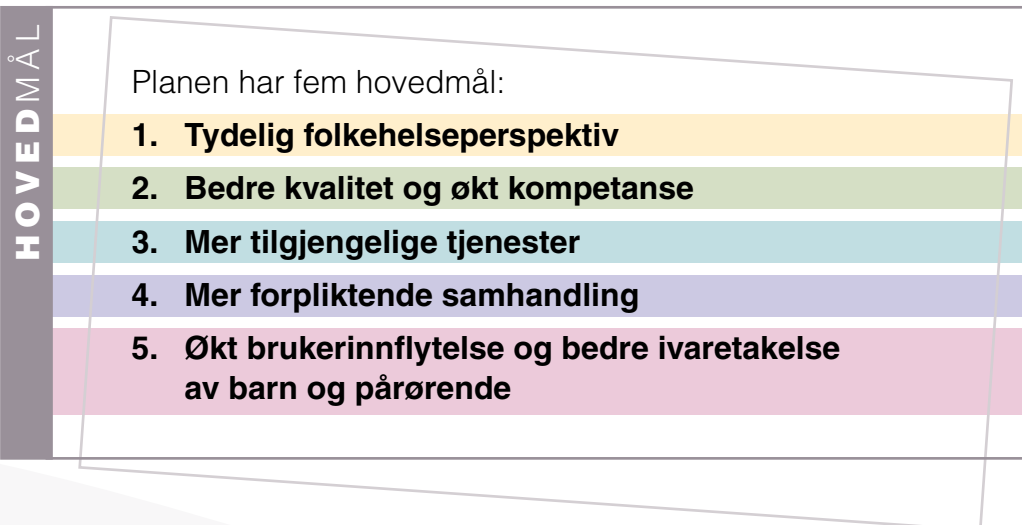 HOVEDMÅL
Planen har fem hovedmål:
1. Tydelig folkehelseperspektiv
2. Bedre kvalitet og økt kompetanse
3. Mer tilgjengelige tjenester
4. Mer forpliktende samhandling
5. Økt brukerinnflytelse og bedre ivaretakelse
av barn og pårørende